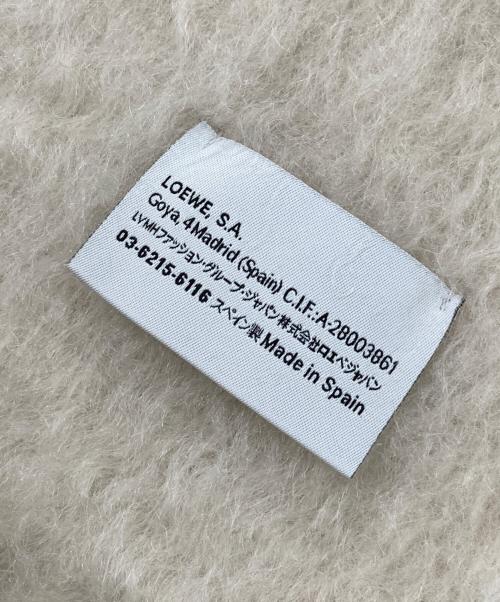 LOEWE, S.A.
Goya, 4 Madrid (Spain) C.I.F.:A-28003861
LVMHファッション・グループ・ジャパン株式会社ロエベジャパン
03-6215-6116 スペイン製 Made in Spain